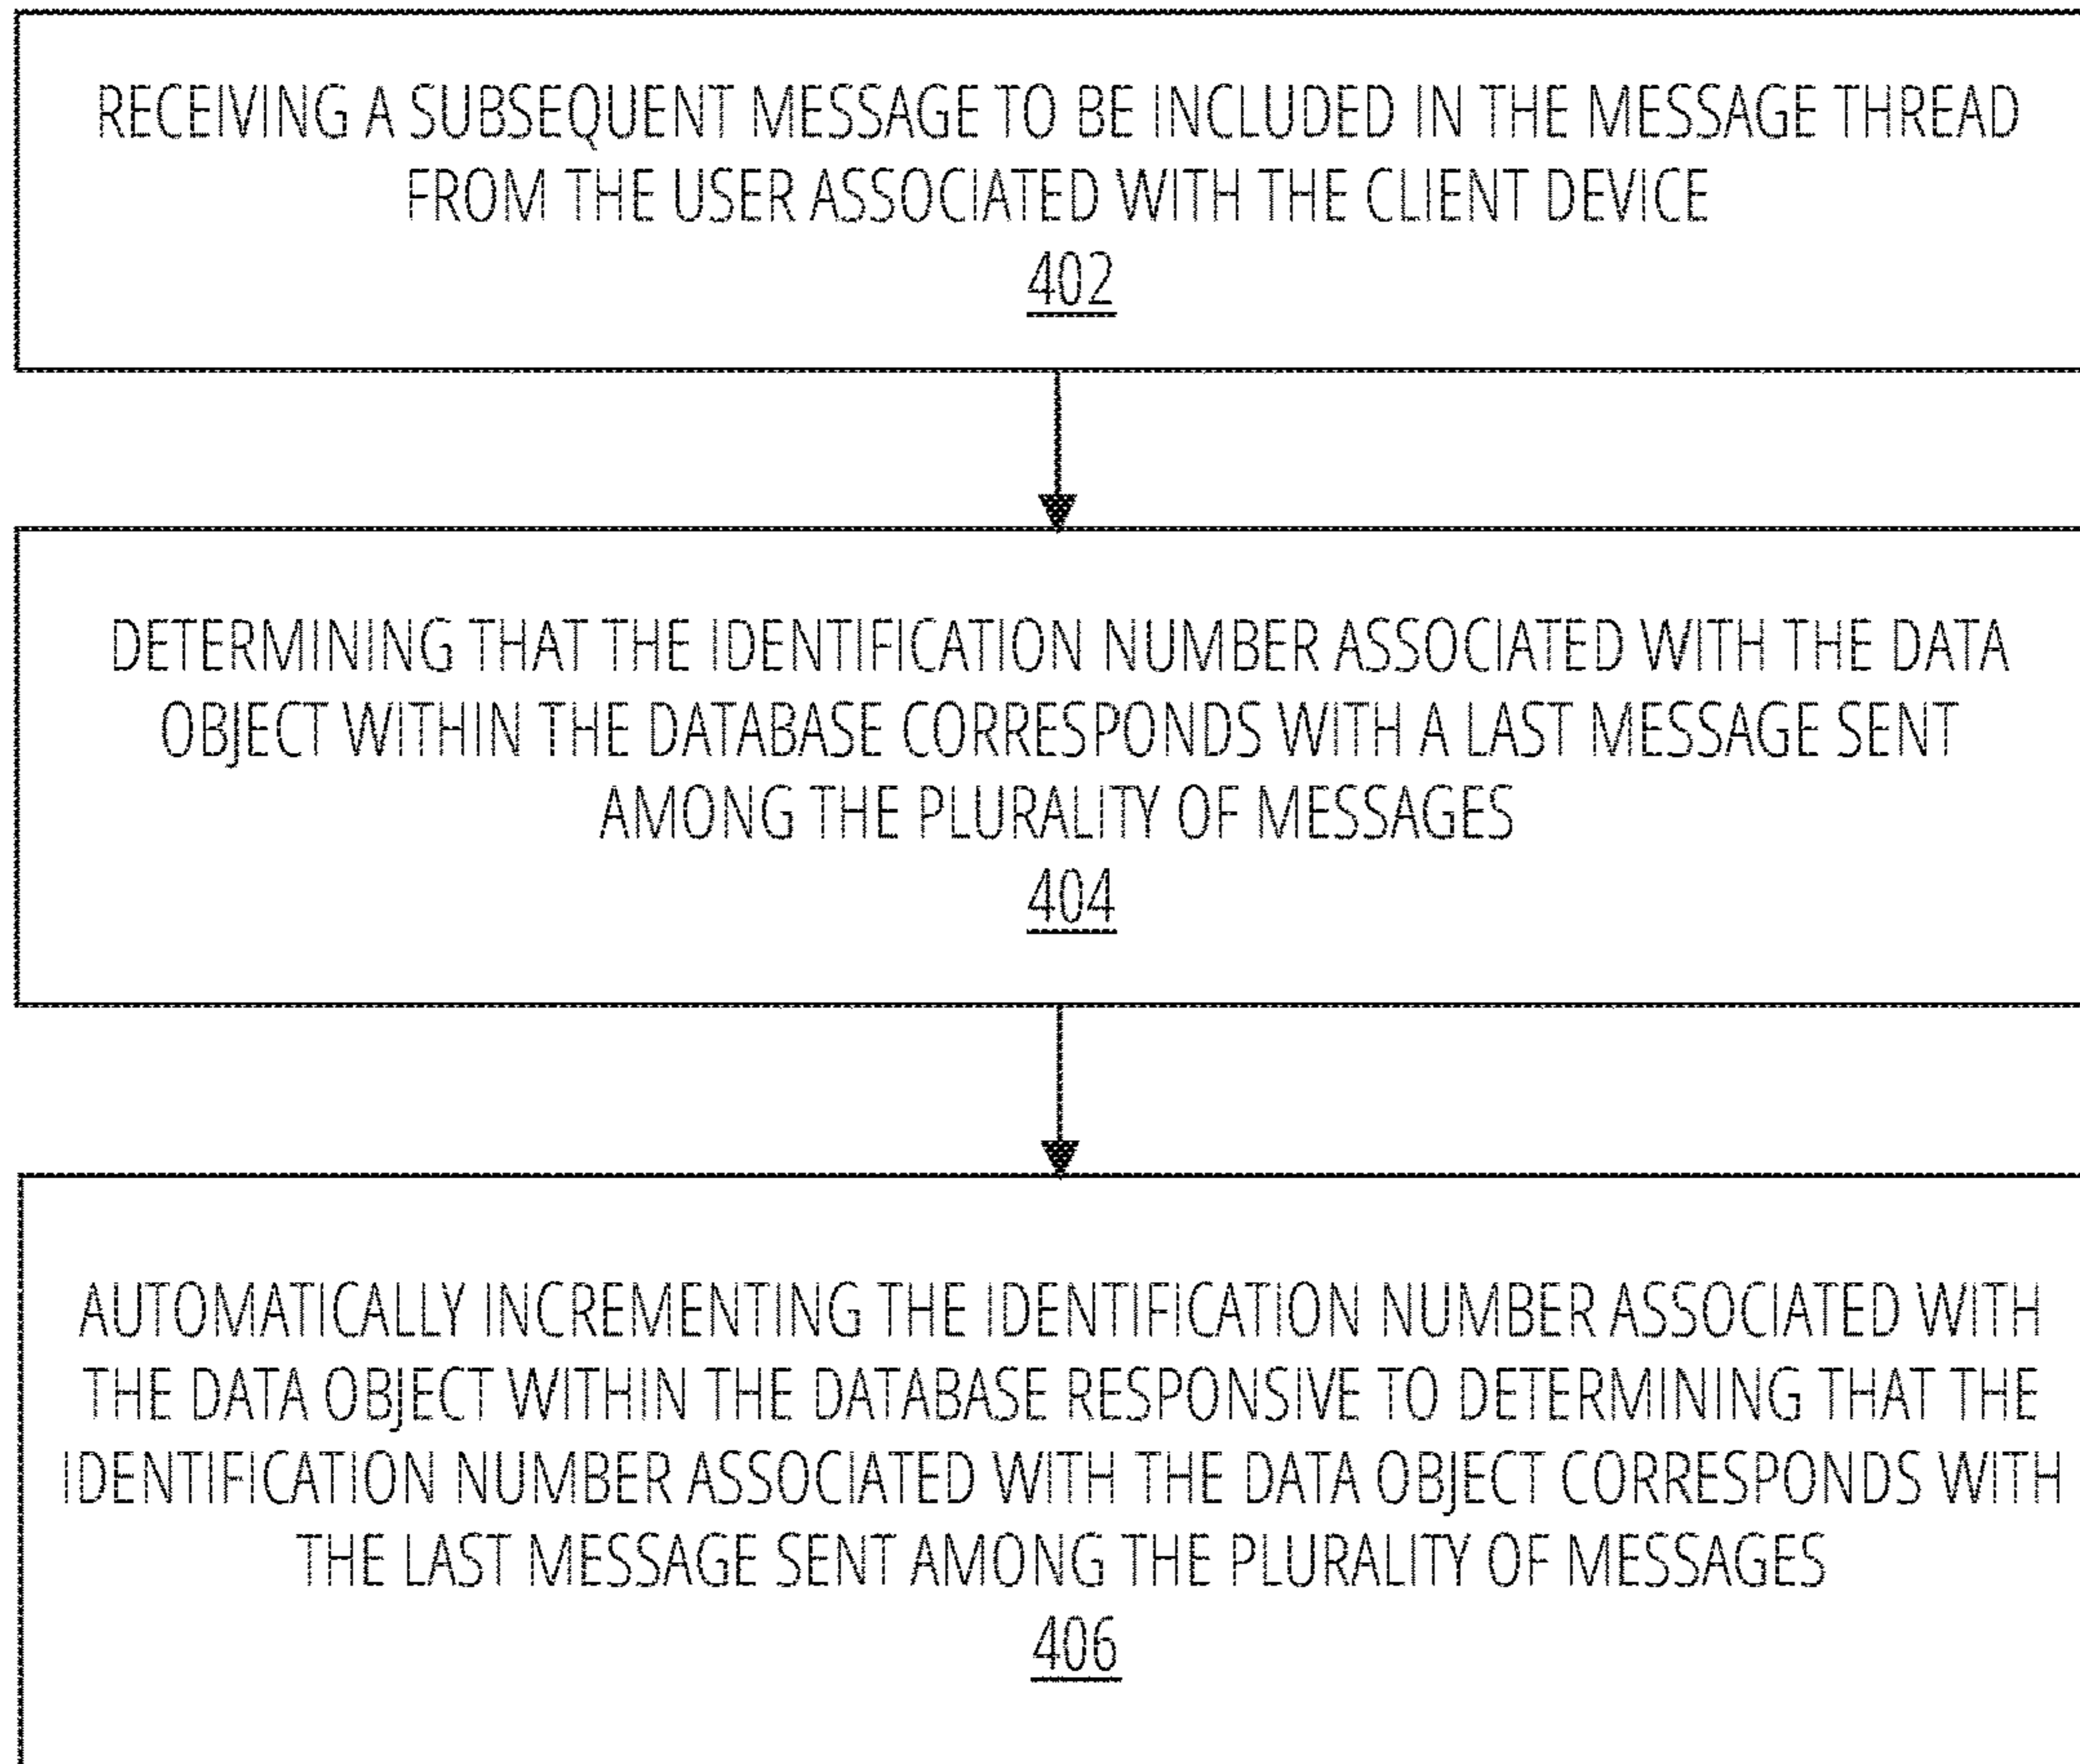 RECEIVING A SUBSEQUENT MESSAGE TO BE INCLUDED IN THE MESSAGE THREAD
FROM THE USER ASSOCIATED WITH THE CLIENT DEVICE
402
DETERMINING THAT THE IDENTIFICATION NUMBER ASSOCIATED WITH THE DATA
OBJECT WITHIN THE DATABASE CORRESPONDS WITH A LAST MESSAGE SENT
AMONG THE PLURALITY OF MESSAGES
404
AUTOMATICALLY INCREMENTING THE IDENTIFICATION NUMBER ASSOCIATED WITH
THE DATA OBJECT WITHIN THE DATABASE RESPONSIVE TO DETERMINING THAT THE
IDENTIFICATION NUMBER ASSOCIATED WITH THE DATA OBJECT CORRESPONDS WITH
THE LAST MESSAGE SENT AMONG THE PLURALITY OF MESSAGES
406